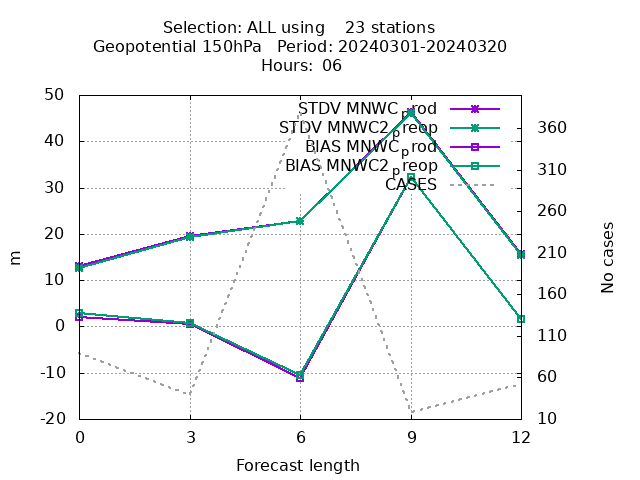 Selection: ALL using    23 stations
Geopotential 150hPa   Period: 20240301-20240320
Hours: 06
50
40
30
20
10
0
-10
-20
m
STDV MNWC_prod
STDV MNWC2_preop
BIAS MNWC_prod
BIAS MNWC2_preop
CASES
360
310
260
210
160
110
60
10
No cases
0 3 6 9 12
Forecast length